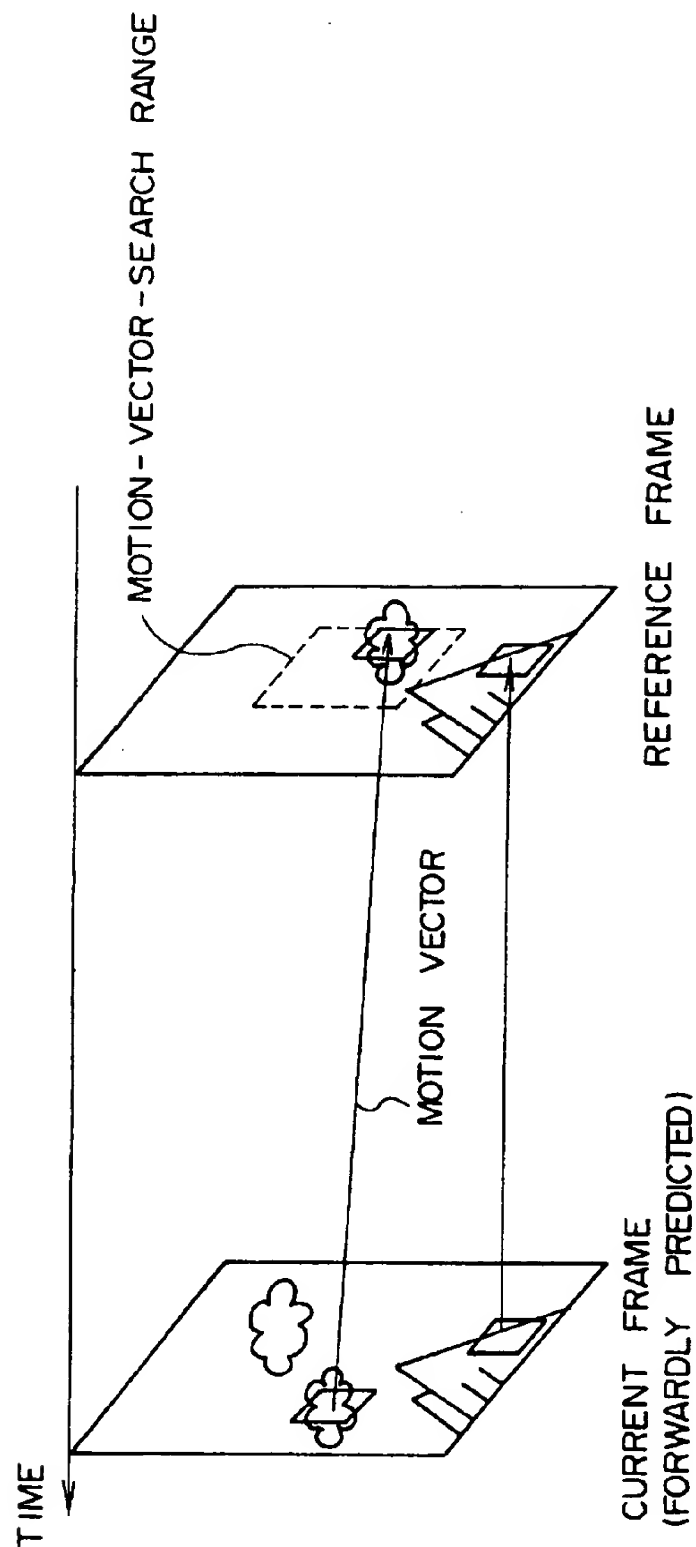 TIME
MOTION-VECTOR-SEARCH RANGE
MOTION VECTOR
CURRENT FRAME
(FORWARDLY PREDICTED)
REFERENCE FRAME